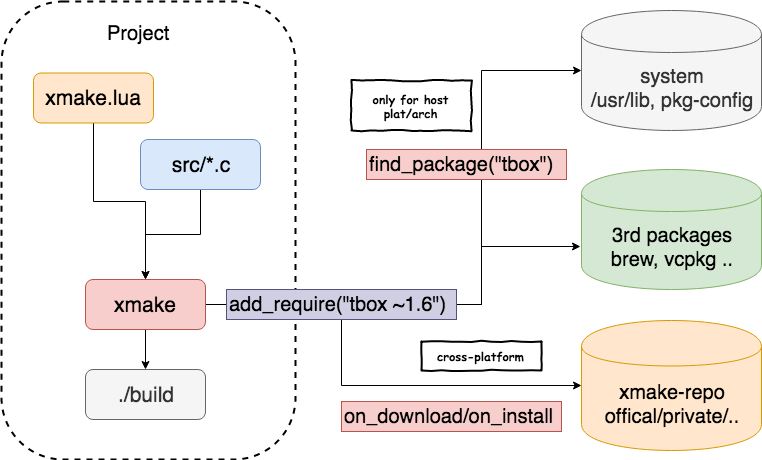 Project
xmake.lua
src/*.c
xmake
./build
add_require("tbox ~1.6")
only for host
plat/arch
find_package("tbox")
system
/usr/lib, pkg-config
3rd packages
brew, vcpkg ..
cross-platform
on_download/on_install
xmake-repo
offical/private/..